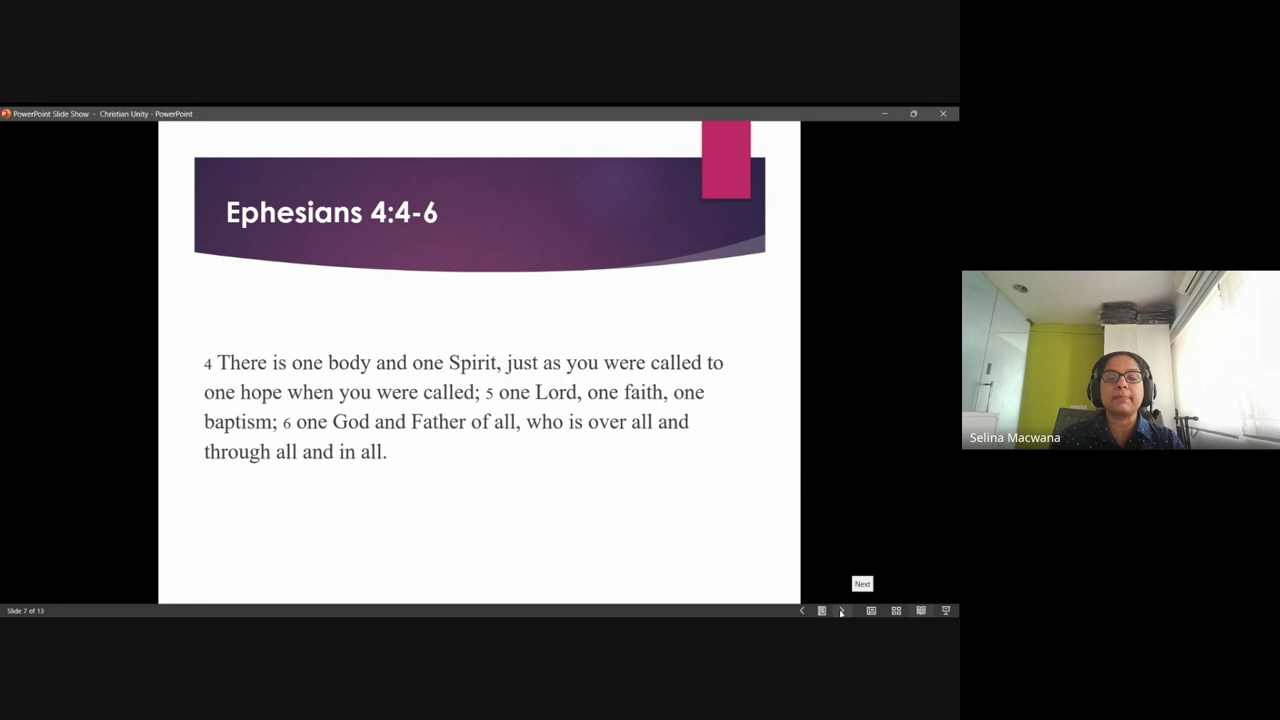 PowerPoint Slide Show - Christian Unity - PowerPoint
Ephesians 4:4-6
4 There is one body and one Spirit, just as you were called to
one hope when you were called; 5 one Lord, one faith, one
baptism; 6 one God and Father of all, who is over all and
through all and in all.
Selina Macwana
Next
Slide 7 of 13